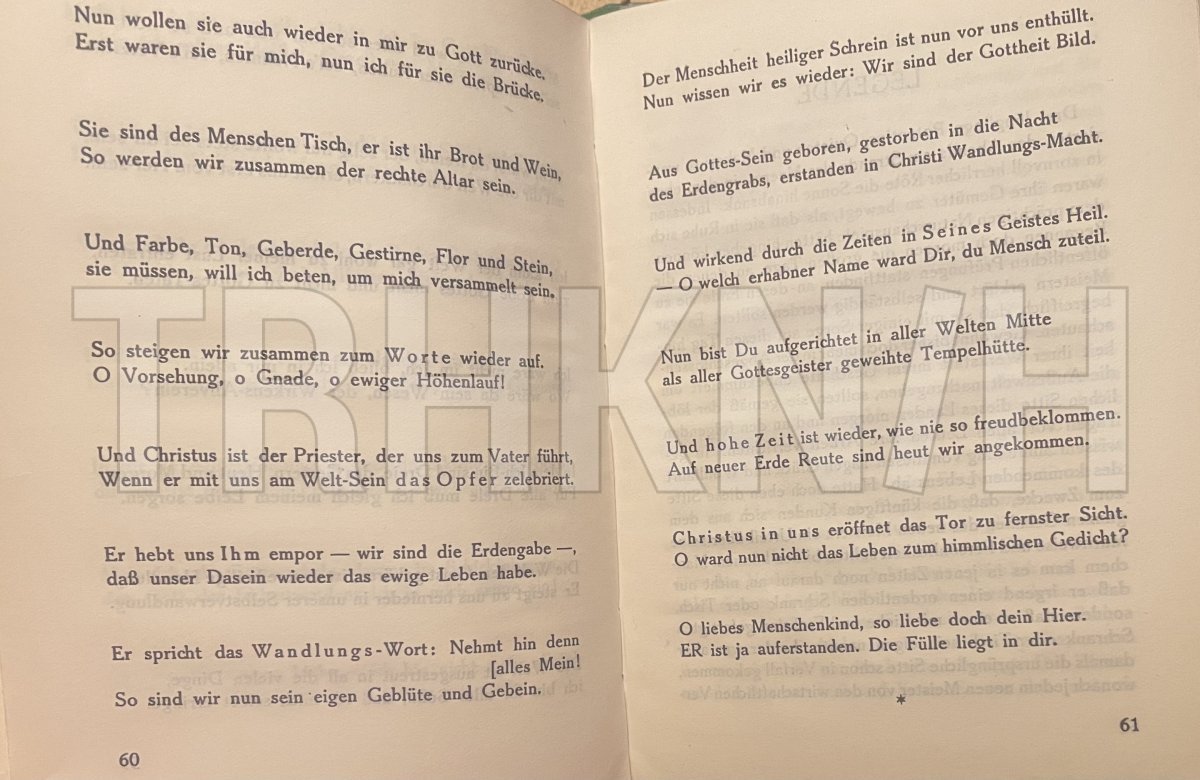 Nun wollen sie auch wieder in mir zu Gott zurücke.
Erst waren sie für mich, nun ich für sie die Brücke.
Sie sind des Menschen Tisch, er ist ihr Brot und Wein,
So werden wir zusammen der rechte Altar sein.
Und Farbe, Ton, Geberde, Gestirne, Flor und Stein,
sie müssen, will ich beten, um mich versammelt sein.
So steigen wir zusammen zum Worte wieder auf.
O Vorsehung, o Gnade, o ewiger Höhenlauf!
Und Christus ist der Priester, der uns zum Vater führt,
Wenn er mit uns am Welt-Sein das Opfer zelebriert.
Er hebt uns Ihm empor — wir sind die Erdengabe —,
daß unser Dasein wieder das ewige Leben habe.
Er spricht das Wandlungs-Wort: Nehmt hin denn
[alles Mein!
So sind wir nun sein eigen Geblüte und Gebein.
60
Der Menschheit heiliger Schrein ist nun vor uns enthüllt.
Nun wissen wir es wieder: Wir sind der Gottheit Bild.
Aus Gottes-Sein geboren, gestorben in die Nacht
des Erdengrabs, erstanden in Christi Wandlungs-Macht.
Und wirkend durch die Zeiten in Seines Geistes Heil.
— O welch erhabner Name ward Dir, du Mensch zuteil.
Nun bist Du aufgerichtet in aller Welten Mitte
als aller Gottesgeister geweihte Tempelhütte.
Und hohe Zeit ist wieder, wie nie so freudbeklommen.
Auf neuer Erde Reute sind heut wir angekommen.
Christus in uns eröffnet das Tor zu fernster Sicht.
O ward nun nicht das Leben zum himmlischen Gedicht?
O liebes Menschenkind, so liebe doch dein Hier.
ER ist ja auferstanden. Die Fülle liegt in dir.
*
61
TRHKNVH